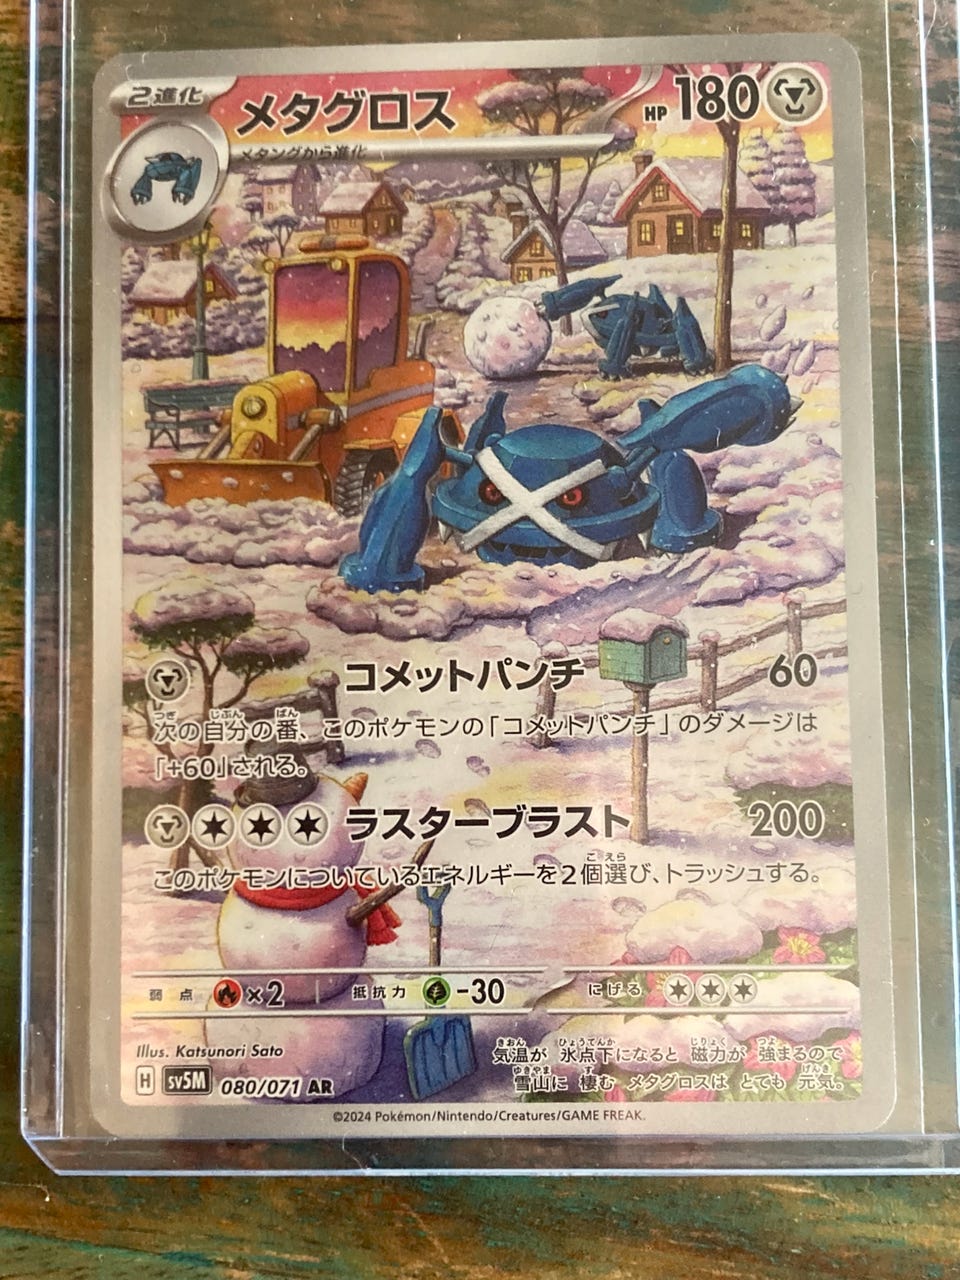 2進化
メタグロス
HP 180
メタングから進化
コメットパンチ 60
次の自分の番、このポケモンの「コメットパンチ」のダメージは
「+60」される。
ラスターブラスト 200
このポケモンについているエネルギーを2個選び、トラッシュする。
弱点 ×2 抵抗力 -30 にげる
Illus. Katsunori Sato
H SV5M 080/071 AR
気温が 氷点下になると 磁力が 強まるので
雪山に 棲む メタグロスは とても 元気。
©2024 Pokémon/Nintendo/Creatures/GAME FREAK.